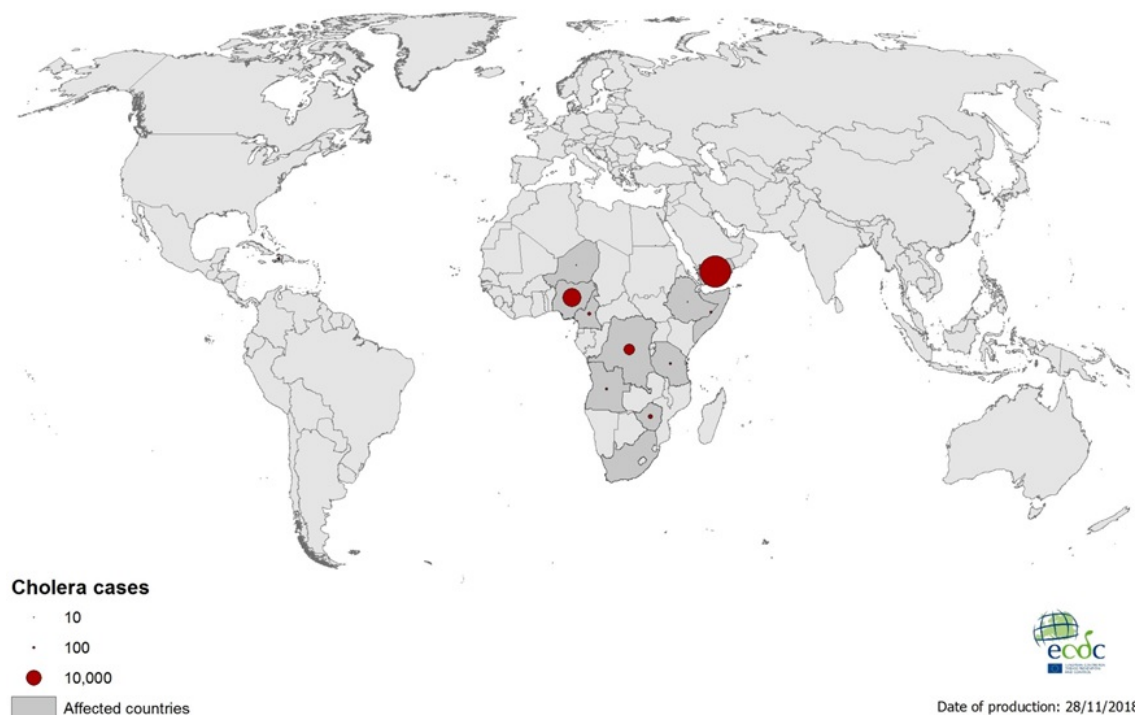 Cholera cases
10
100
10,000
Affected countries
ecdc
Date of production: 28/11/2018